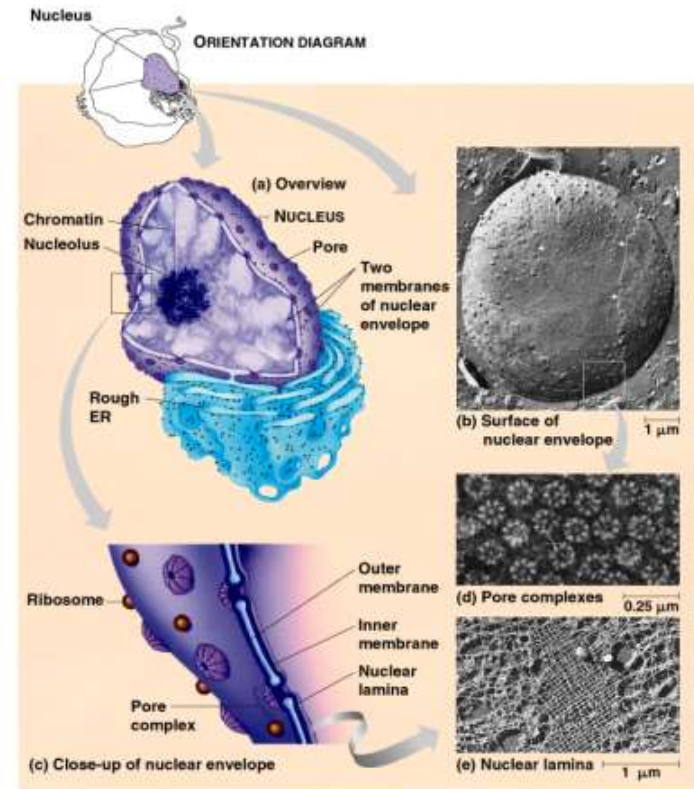 Nucleus
ORIENTATION DIAGRAM
(a) Overview
Chromatin
NUCLEUS
Nucleolus
Pore
Two
membranes
of nuclear
envelope
Rough
ER
(b) Surface of
nuclear envelope
1 µm
Ribosome
Outer
membrane
Inner
membrane
Nuclear
lamina
Pore
complex
(c) Close-up of nuclear envelope
(d) Pore complexes
0.25 µm
(e) Nuclear lamina
1 µm